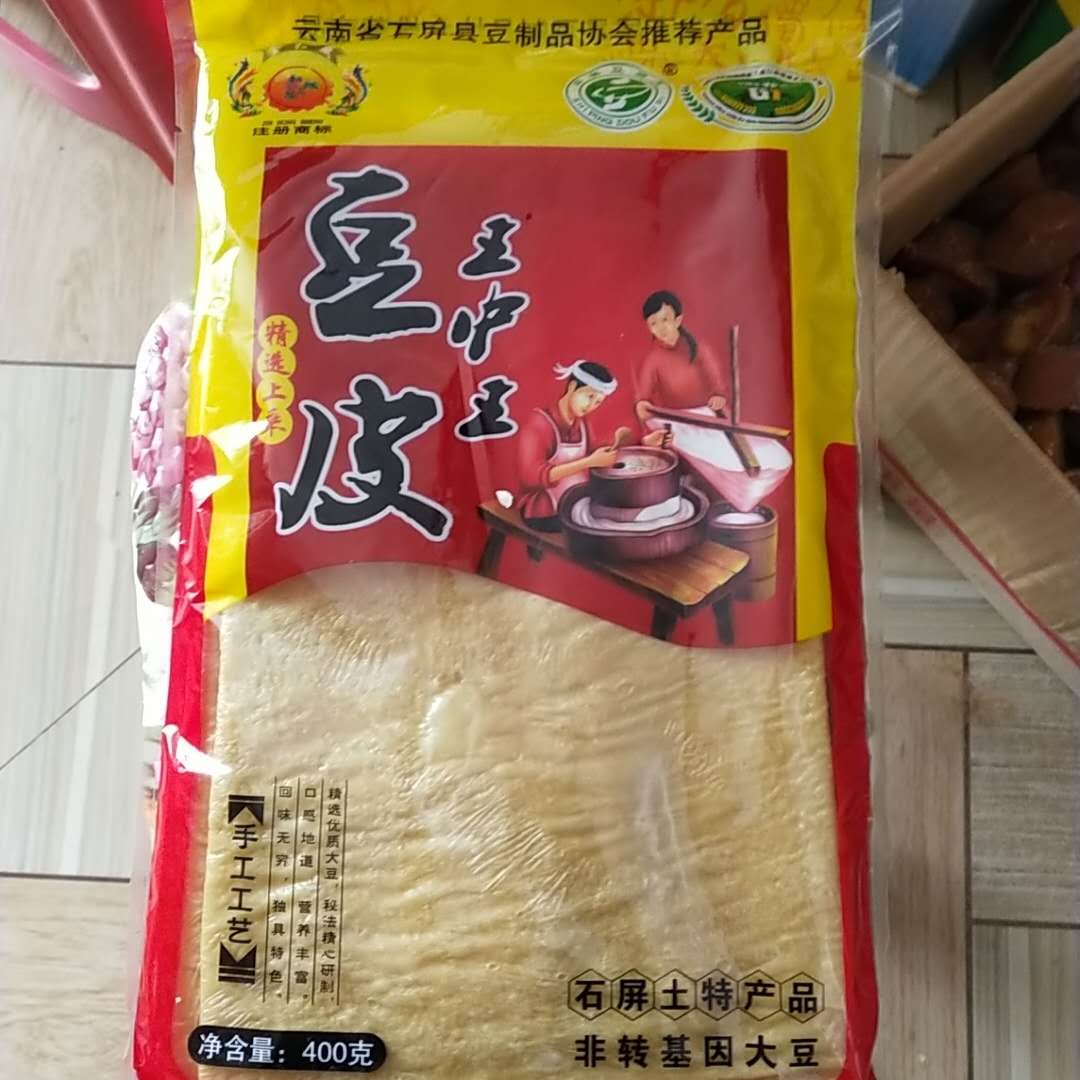 云南省石屏县豆制品协会推荐产品
注册商标
豆皮
王中王
精选上乘
手工工艺
精选优质大豆，秘法精心研制，
口感地道，营养丰富。
回味无穷，独具特色。
石屏土特产品
非转基因大豆
净含量：400克